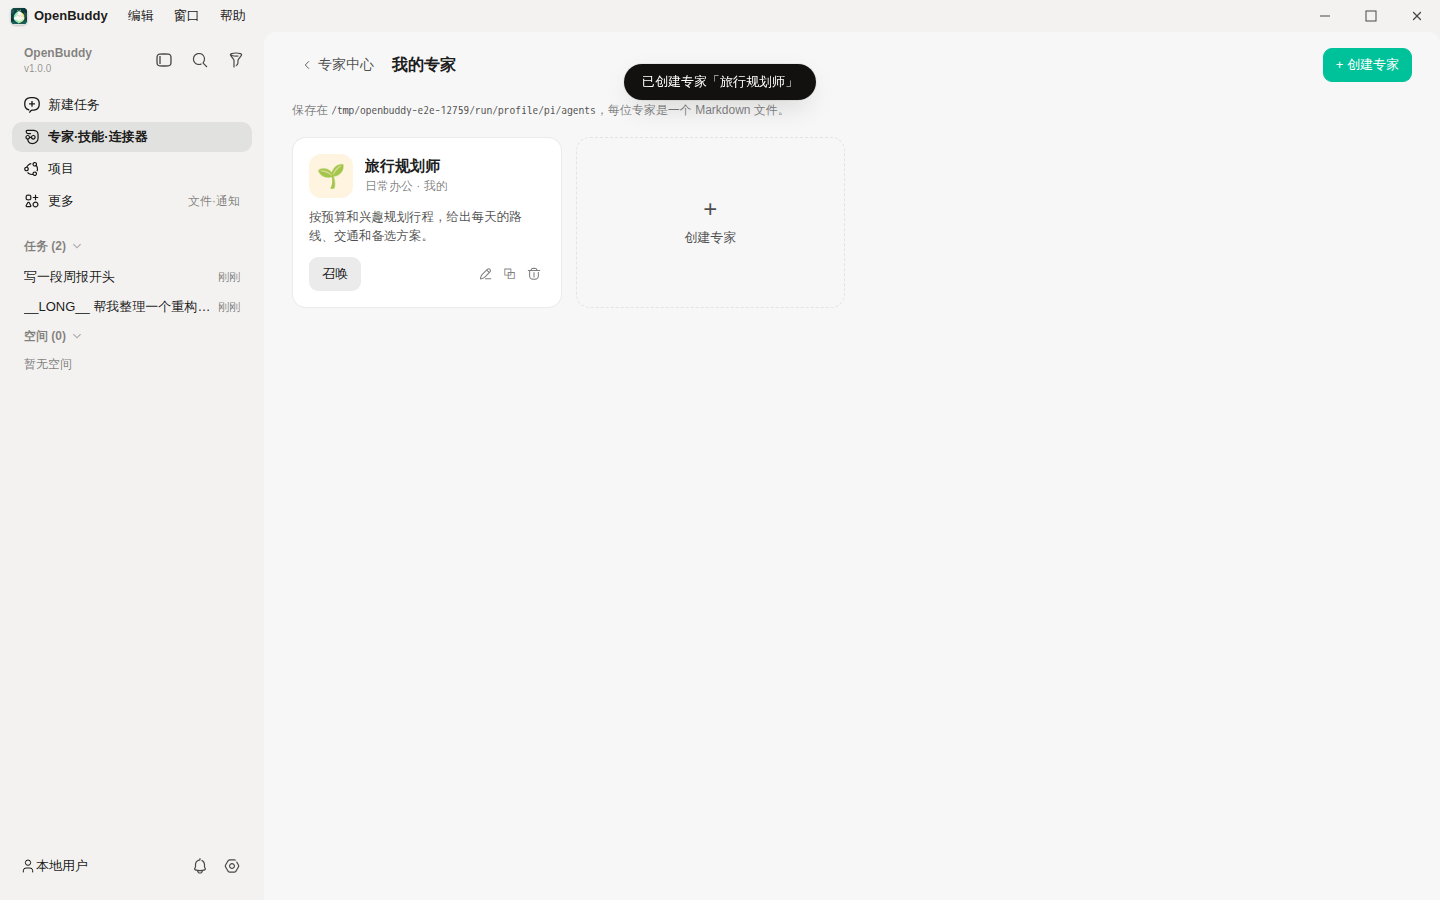 OpenBuddy 编辑 窗口 帮助
OpenBuddy
v1.0.0
新建任务
专家·技能·连接器
项目
更多 文件·通知
任务 (2)
写一段周报开头 刚刚
__LONG__ 帮我整理一个重构… 刚刚
空间 (0)
暂无空间
本地用户
专家中心 我的专家
已创建专家「旅行规划师」
+ 创建专家
保存在 /tmp/openbuddy-e2e-12759/run/profile/pi/agents，每位专家是一个 Markdown 文件。
旅行规划师
日常办公 · 我的
按预算和兴趣规划行程，给出每天的路
线、交通和备选方案。
召唤
+
创建专家